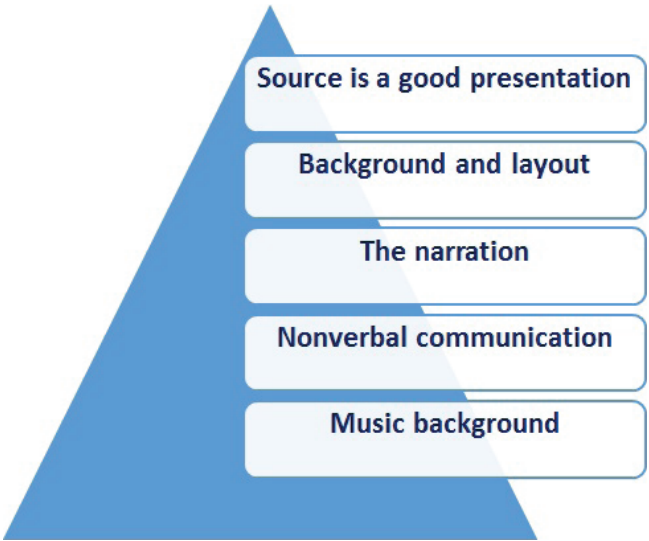 Source is a good presentation
Background and layout
The narration
Nonverbal communication
Music background